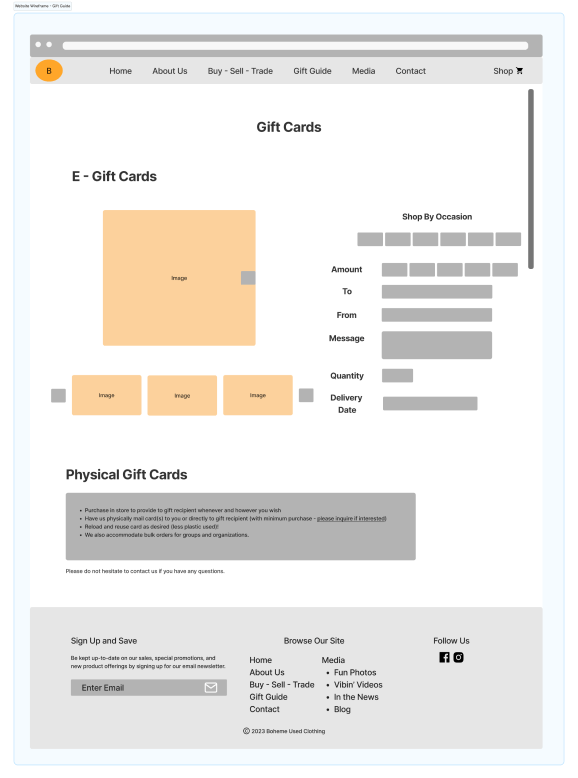 Website Wireframe - Gift Guide
B
Home About Us Buy - Sell - Trade Gift Guide Media Contact Shop
Gift Cards
E - Gift Cards
Image
Image Image Image
Shop By Occasion
Amount
To
From
Message
Quantity
Delivery
Date
Physical Gift Cards
• Purchase in store to provide to gift recipient whenever and however you wish
• Have us physically mail card(s) to you or directly to gift recipient (with minimum purchase - please inquire if interested)
• Reload and reuse card as desired (less plastic used)!
• We also accommodate bulk orders for groups and organizations.
Please do not hesitate to contact us if you have any questions.
Sign Up and Save
Be kept up-to-date on our sales, special promotions, and
new product offerings by signing up for our email newsletter.
Enter Email
Browse Our Site
Home
About Us
Buy - Sell - Trade
Gift Guide
Contact
Media
• Fun Photos
• Vibin' Videos
• In the News
• Blog
Follow Us
© 2023 Boheme Used Clothing